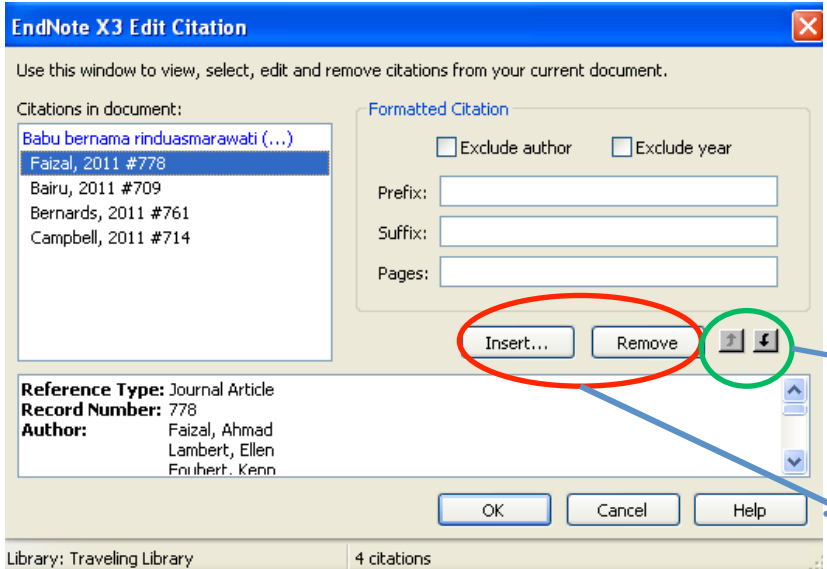 EndNote X3 Edit Citation
Use this window to view, select, edit and remove citations from your current document.
Citations in document:
Babu bernama rinduasmarawati (...)
Faizal, 2011 #778
Bairu, 2011 #709
Bernards, 2011 #761
Campbell, 2011 #714
Formatted Citation
Exclude author Exclude year
Prefix:
Suffix:
Pages:
Insert... Remove
Reference Type: Journal Article
Record Number: 778
Author: Faizal, Ahmad
Lambert, Ellen
Foubert, Kenn
OK Cancel Help
Library: Traveling Library 4 citations